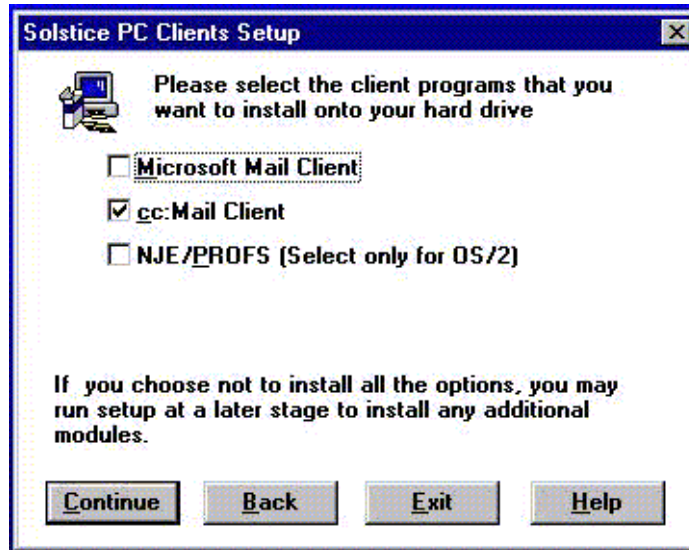 Solstice PC Clients Setup
Please select the client programs that you
want to install onto your hard drive
Microsoft Mail Client
cc:Mail Client
NJE/PROFS (Select only for OS/2)
If you choose not to install all the options, you may
run setup at a later stage to install any additional
modules.
Continue Back Exit Help